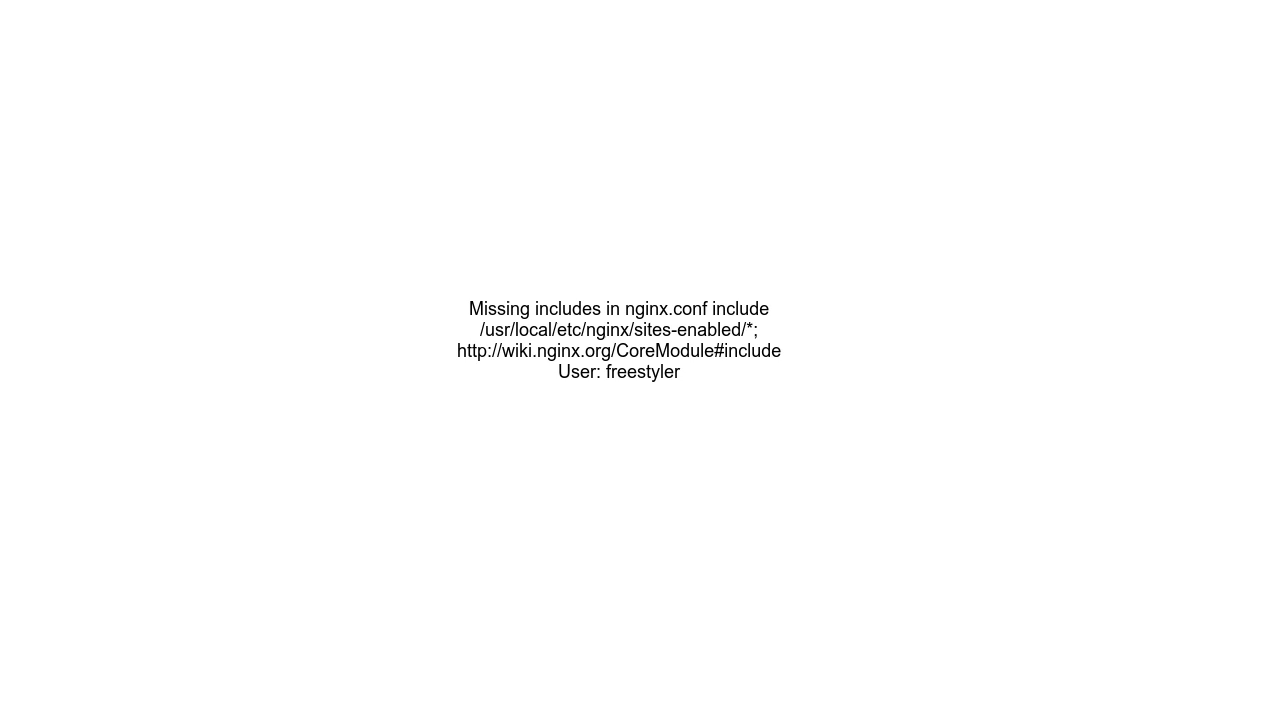 Missing includes in nginx.conf include
/usr/local/etc/nginx/sites-enabled/*;
http://wiki.nginx.org/CoreModule#include
User: freestyler